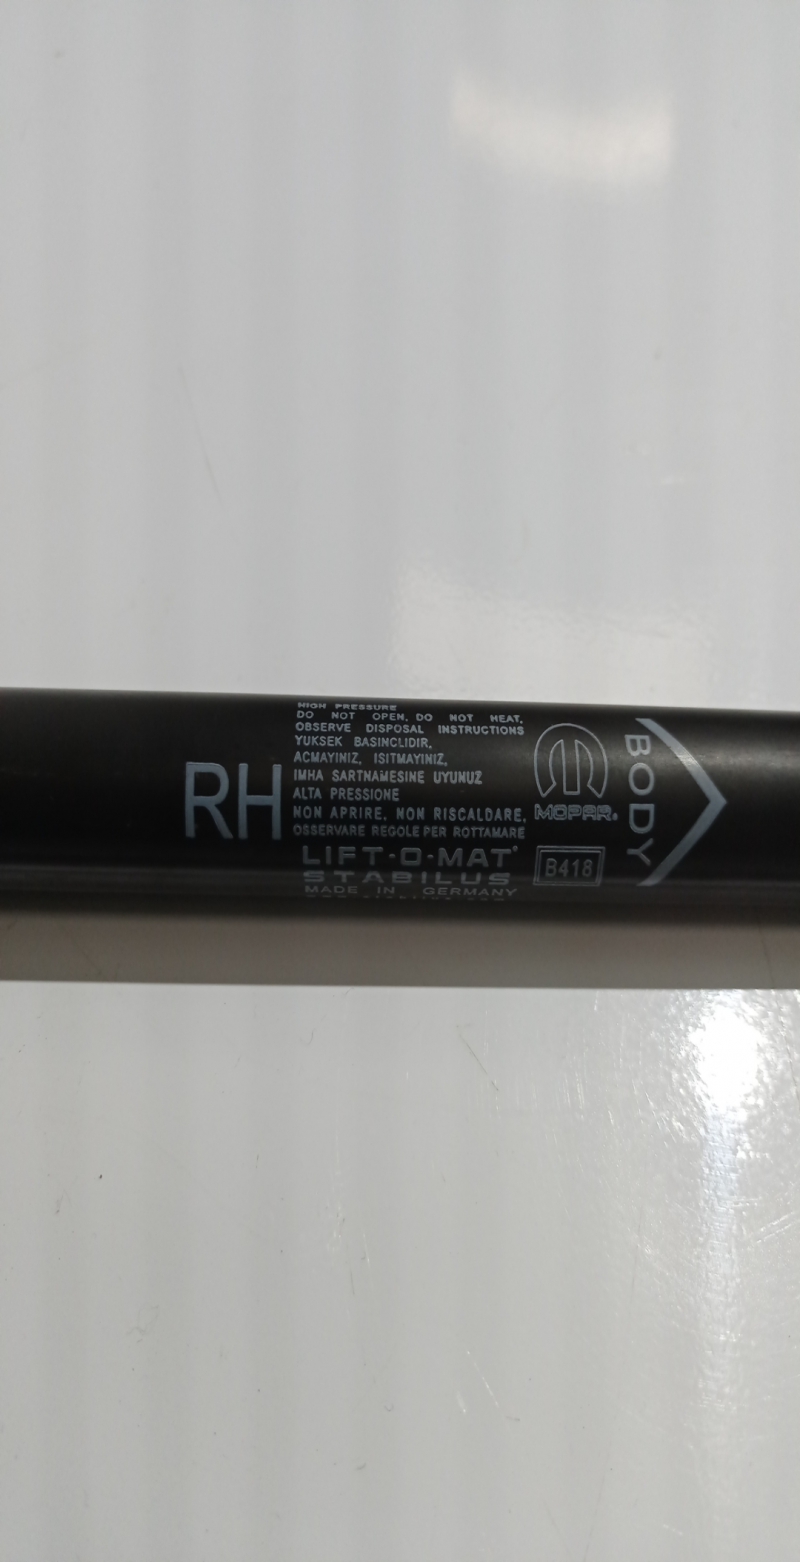 RH
HIGH PRESSURE
DO NOT OPEN, DO NOT HEAT,
OBSERVE DISPOSAL INSTRUCTIONS
YUKSEK BASINCLIDIR,
ACMAYINIZ, ISITMAYINIZ,
IMHA SARTNAMESINE UYUNUZ
ALTA PRESSIONE
NON APRIRE, NON RISCALDARE,
OSSERVARE REGOLE PER ROTTAMARE
LIFT-O-MAT®
STABILUS
MADE IN GERMANY
MOPAR®
B418
BODY